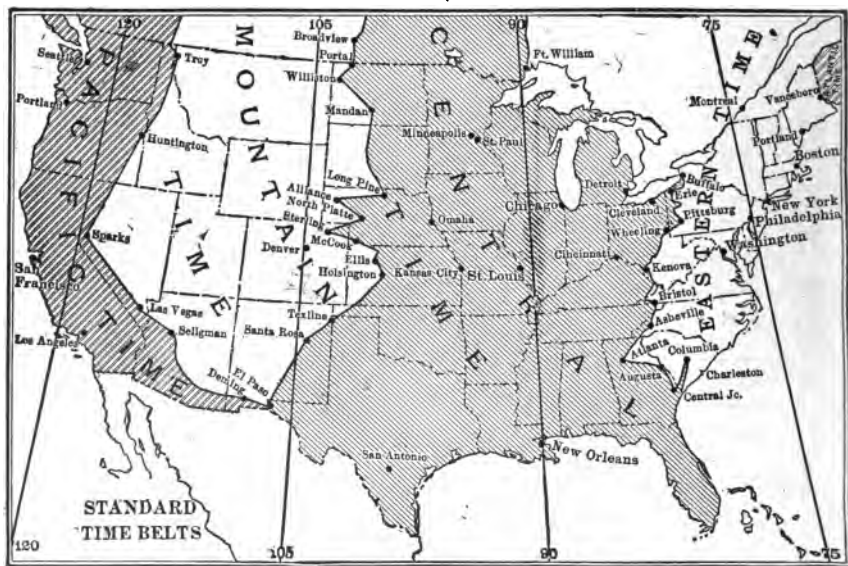 120
105
90
75
Seattle
Portland
Troy
Huntington
Sparks
San Francisco
Los Angeles
Las Vegas
Seligman
PACIFIC TIME
MOUNTAIN TIME
Broadview
Portal
Williston
Mandan
Long Pine
Alliance
North Platte
Sterling
McCook
Denver
Ellis
Hoisington
Texline
Santa Rosa
El Paso
Deming
CENTRAL TIME
Ft. William
Minneapolis
St. Paul
Omaha
Chicago
Kansas City
St. Louis
Cincinnati
San Antonio
New Orleans
Detroit
Cleveland
Buffalo
Erie
Pittsburg
Wheeling
Kenova
Bristol
Asheville
Atlanta
Augusta
Columbia
Charleston
Central Jc.
EASTERN TIME
Montreal
Vanceboro
ATLANTIC TIME
Portland
Boston
New York
Philadelphia
Washington
STANDARD
TIME BELTS
120
105
90
75